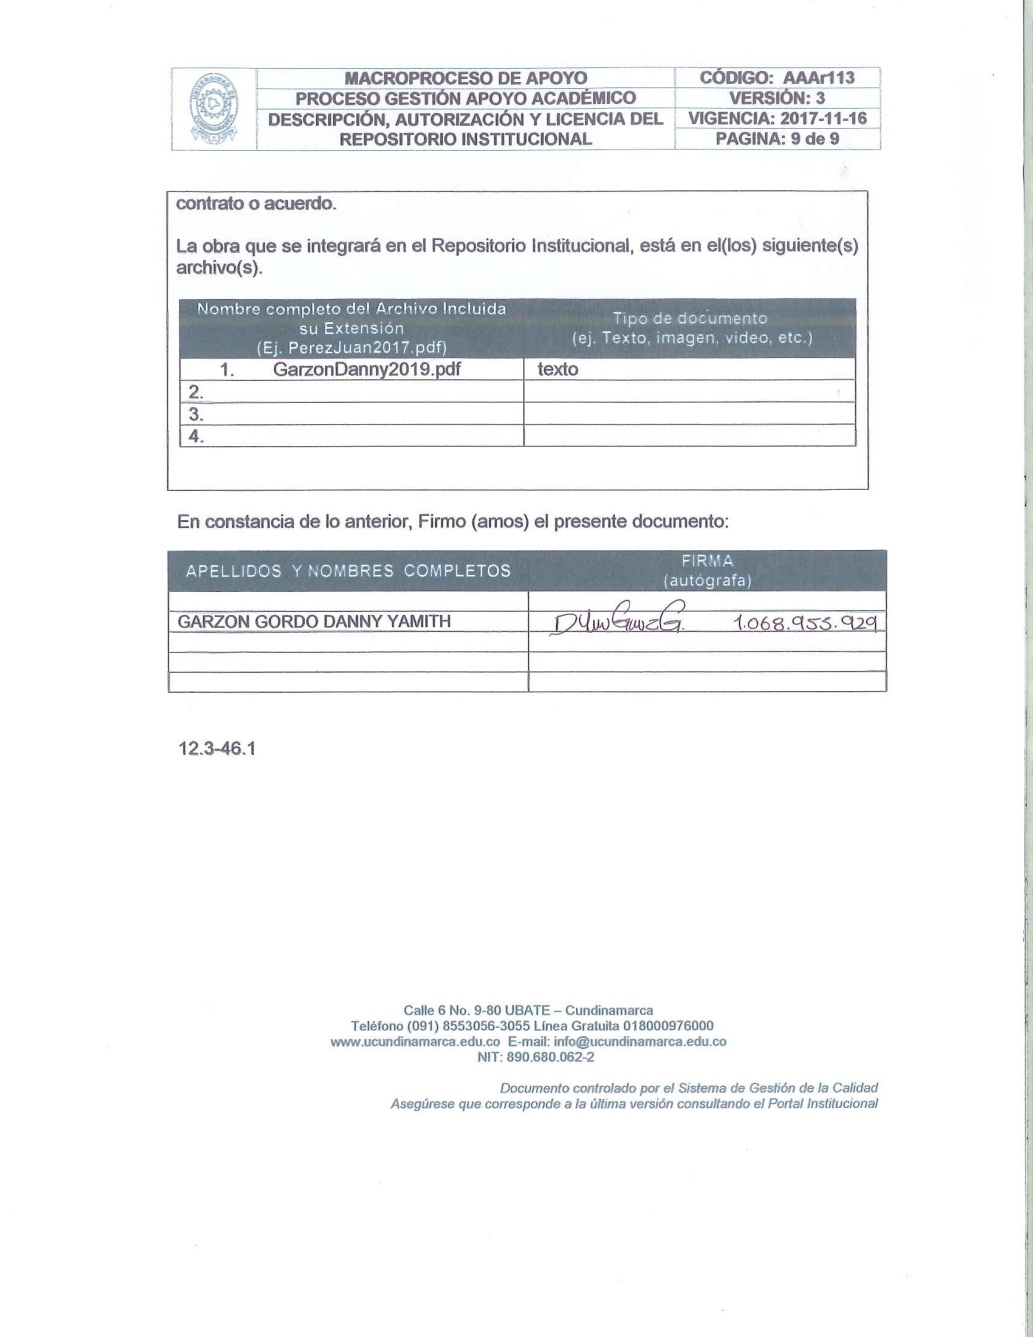 MACROPROCESO DE APOYO
CÓDIGO: AAAr113
PROCESO GESTIÓN APOYO ACADÉMICO
VERSIÓN: 3
DESCRIPCIÓN, AUTORIZACIÓN Y LICENCIA DEL
REPOSITORIO INSTITUCIONAL
VIGENCIA: 2017-11-16
PAGINA: 9 de 9
contrato o acuerdo.
La obra que se integrará en el Repositorio Institucional, está en el(los) siguiente(s)
archivo(s).
Nombre completo del Archivo Incluida
su Extensión
(Ej. PerezJuan2017.pdf)
Tipo de documento
(ej. Texto, imagen, video, etc.)
1. GarzonDanny2019.pdf
texto
2.
3.
4.
En constancia de lo anterior, Firmo (amos) el presente documento:
APELLIDOS Y NOMBRES COMPLETOS
FIRMA
(autógrafa)
GARZON GORDO DANNY YAMITH
1.068.955.929
12.3-46.1
Calle 6 No. 9-80 UBATE – Cundinamarca
Teléfono (091) 8553056-3055 Línea Gratuita 018000976000
www.ucundinamarca.edu.co E-mail: info@ucundinamarca.edu.co
NIT: 890.680.062-2
Documento controlado por el Sistema de Gestión de la Calidad
Asegúrese que corresponde a la última versión consultando el Portal Institucional